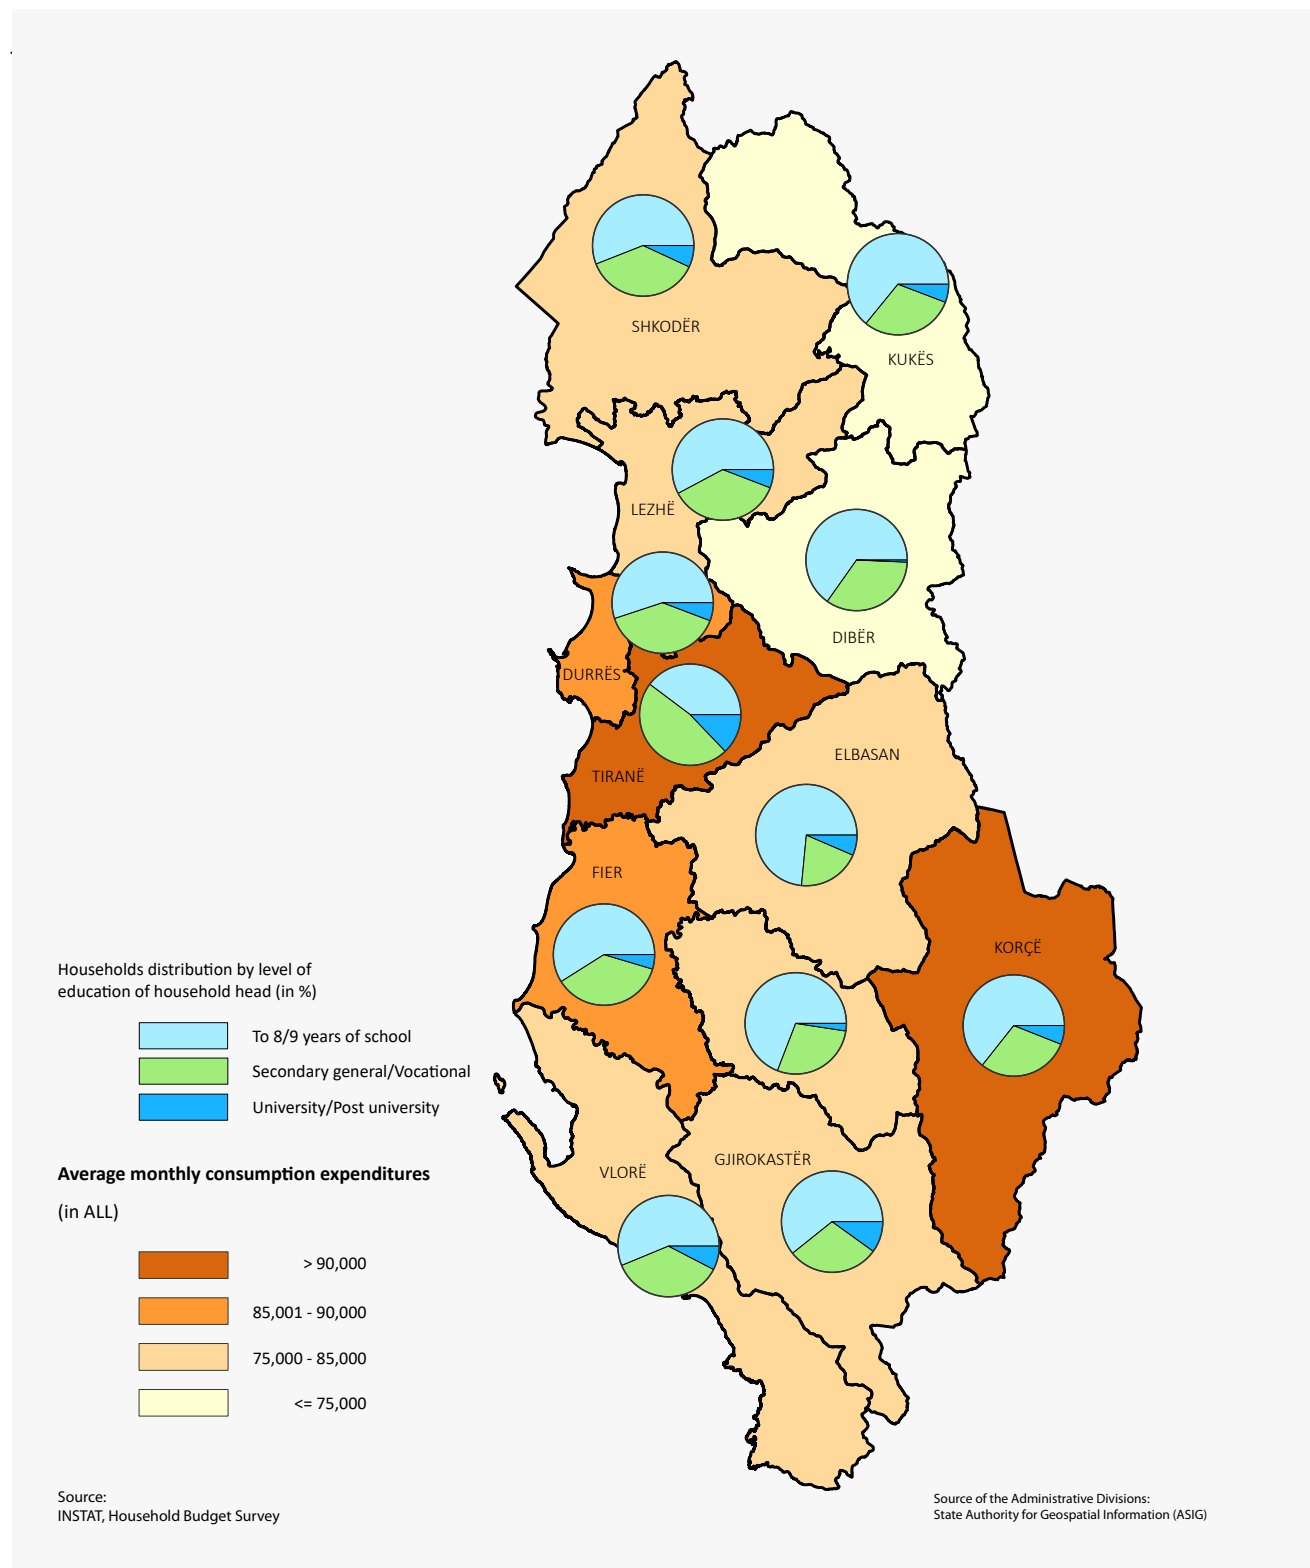 SHKODËR
KUKËS
LEZHË
DIBËR
DURRËS
TIRANË
ELBASAN
FIER
KORÇË
GJIROKASTËR
VLORË
Households distribution by level of
education of household head (in %)
To 8/9 years of school
Secondary general/Vocational
University/Post university
Average monthly consumption expenditures
(in ALL)
> 90,000
85,001 - 90,000
75,000 - 85,000
<= 75,000
Source:
INSTAT, Household Budget Survey
Source of the Administrative Divisions:
State Authority for Geospatial Information (ASIG)